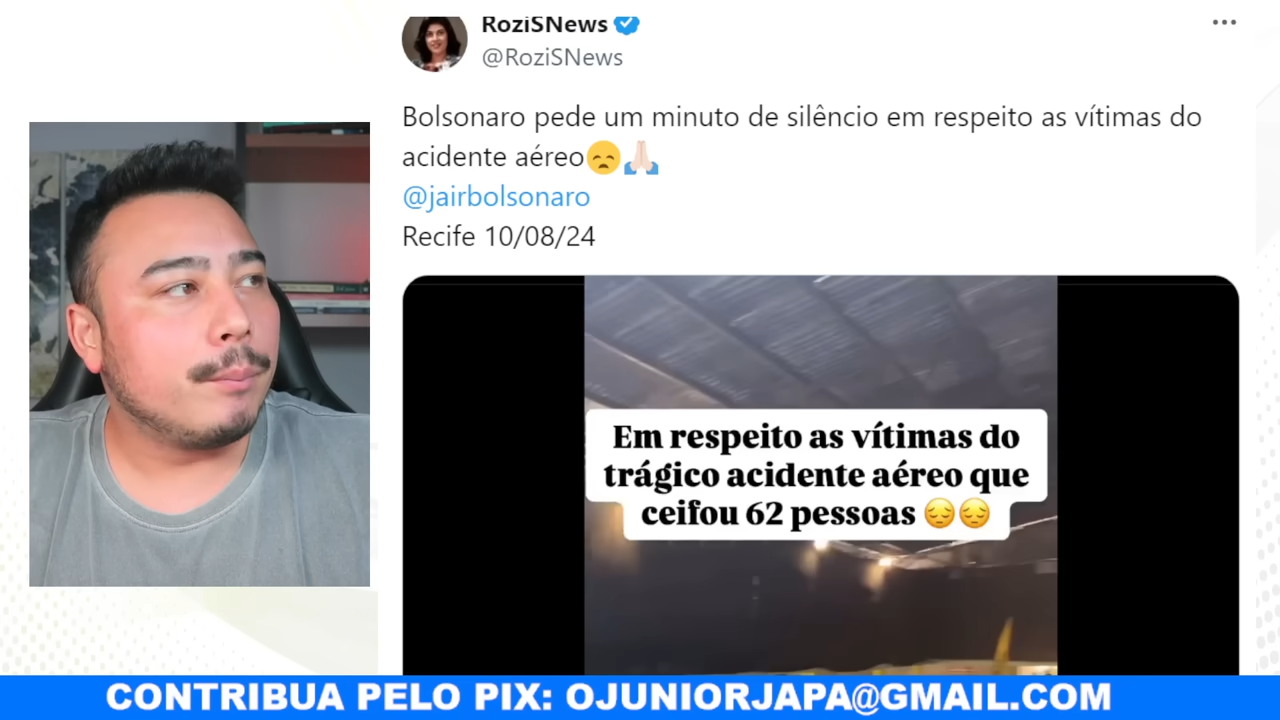 RoziSNews
@RoziSNews
Bolsonaro pede um minuto de silêncio em respeito as vítimas do
acidente aéreo😞🙏🏻
@jairbolsonaro
Recife 10/08/24
Em respeito as vítimas do
trágico acidente aéreo que
ceifou 62 pessoas 😔😔
CONTRIBUA PELO PIX: OJUNIORJAPA@GMAIL.COM